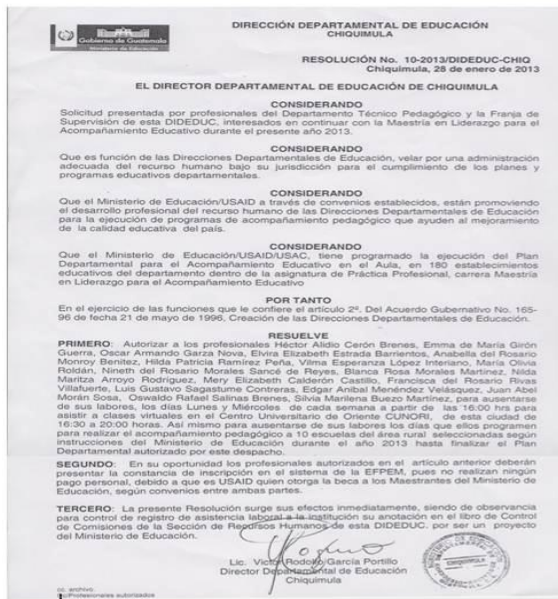 DIRECCIÓN DEPARTAMENTAL DE EDUCACIÓN
CHIQUIMULA
Gobierno de Guatemala
Ministerio de Educación
RESOLUCIÓN No. 10-2013/DIDEDUC-CHIQ
Chiquimula, 28 de enero de 2013
EL DIRECTOR DEPARTAMENTAL DE EDUCACIÓN DE CHIQUIMULA
CONSIDERANDO
Solicitud presentada por profesionales del Departamento Técnico Pedagógico y la Franja de
Supervisión de esta DIDEDUC, interesados en continuar con la Maestría en Liderazgo para el
Acompañamiento Educativo durante el presente año 2013.
CONSIDERANDO
Que es función de las Direcciones Departamentales de Educación, velar por una administración
adecuada del recurso humano bajo su jurisdicción para el cumplimiento de los planes y
programas educativos departamentales.
CONSIDERANDO
Que el Ministerio de Educación/USAID a través de convenios establecidos, están promoviendo
el desarrollo profesional del recurso humano de las Direcciones Departamentales de Educación
para la ejecución de programas de acompañamiento pedagógico que ayuden al mejoramiento
de la calidad educativa del país.
CONSIDERANDO
Que el Ministerio de Educación/USAID/USAC, tiene programado la ejecución del Plan
Departamental para el Acompañamiento Educativo en el Aula, en 180 establecimientos
educativos del departamento dentro de la asignatura de Práctica Profesional, carrera Maestría
en Liderazgo para el Acompañamiento Educativo
POR TANTO
En el ejercicio de las funciones que le confiere el artículo 2º. Del Acuerdo Gubernativo No. 165-
96 de fecha 21 de mayo de 1996, Creación de las Direcciones Departamentales de Educación.
RESUELVE
PRIMERO: Autorizar a los profesionales Héctor Alidio Cerón Brenes, Emma de María Girón
Guerra, Oscar Armando Garza Nova, Elvira Elizabeth Estrada Barrientos, Anabella del Rosario
Monroy Benítez, Hilda Patricia Ramírez Peña, Vilma Esperanza López Interiano, María Olivia
Roldán, Nineth del Rosario Morales Sancé de Reyes, Blanca Rosa Morales Martínez, Nilda
Maritza Arroyo Rodríguez, Mery Elizabeth Calderón Castillo, Francisca del Rosario Rivas
Villafuerte, Luis Gustavo Sagastume Contreras, Edgar Aníbal Menéndez Velásquez, Juan Abel
Morán Sosa, Oswaldo Rafael Salinas Brenes, Silvia Marilena Buezo Martínez, para ausentarse
de sus labores, los días Lunes y Miércoles de cada semana a partir de las 16:00 hrs para
asistir a clases virtuales en el Centro Universitario de Oriente CUNORI, de esta ciudad de
16:30 a 20:00 horas. Así mismo para ausentarse de sus labores los días que ellos programen
para realizar el acompañamiento pedagógico a 10 escuelas del área rural seleccionadas según
instrucciones del Ministerio de Educación durante el año 2013 hasta finalizar el Plan
Departamental autorizado por este despacho.
SEGUNDO: En su oportunidad los profesionales autorizados en el artículo anterior deberán
presentar la constancia de inscripción en el sistema de la EFPEM, pues no realizan ningún
pago personal, debido a que es USAID quien otorga la beca a los Maestrantes del Ministerio de
Educación, según convenios entre ambas partes.
TERCERO: La presente Resolución surge sus efectos inmediatamente, siendo de observancia
para control de registro de asistencia laboral a la institución su anotación en el libro de Control
de Comisiones de la Sección de Recursos Humanos de esta DIDEDUC. por ser un proyecto
del Ministerio de Educación.
Lic. Victor Rodolfo García Portillo
Director Departamental de Educación
Chiquimula
CHIQUIMULA
cc. archivo
Profesionales autorizados